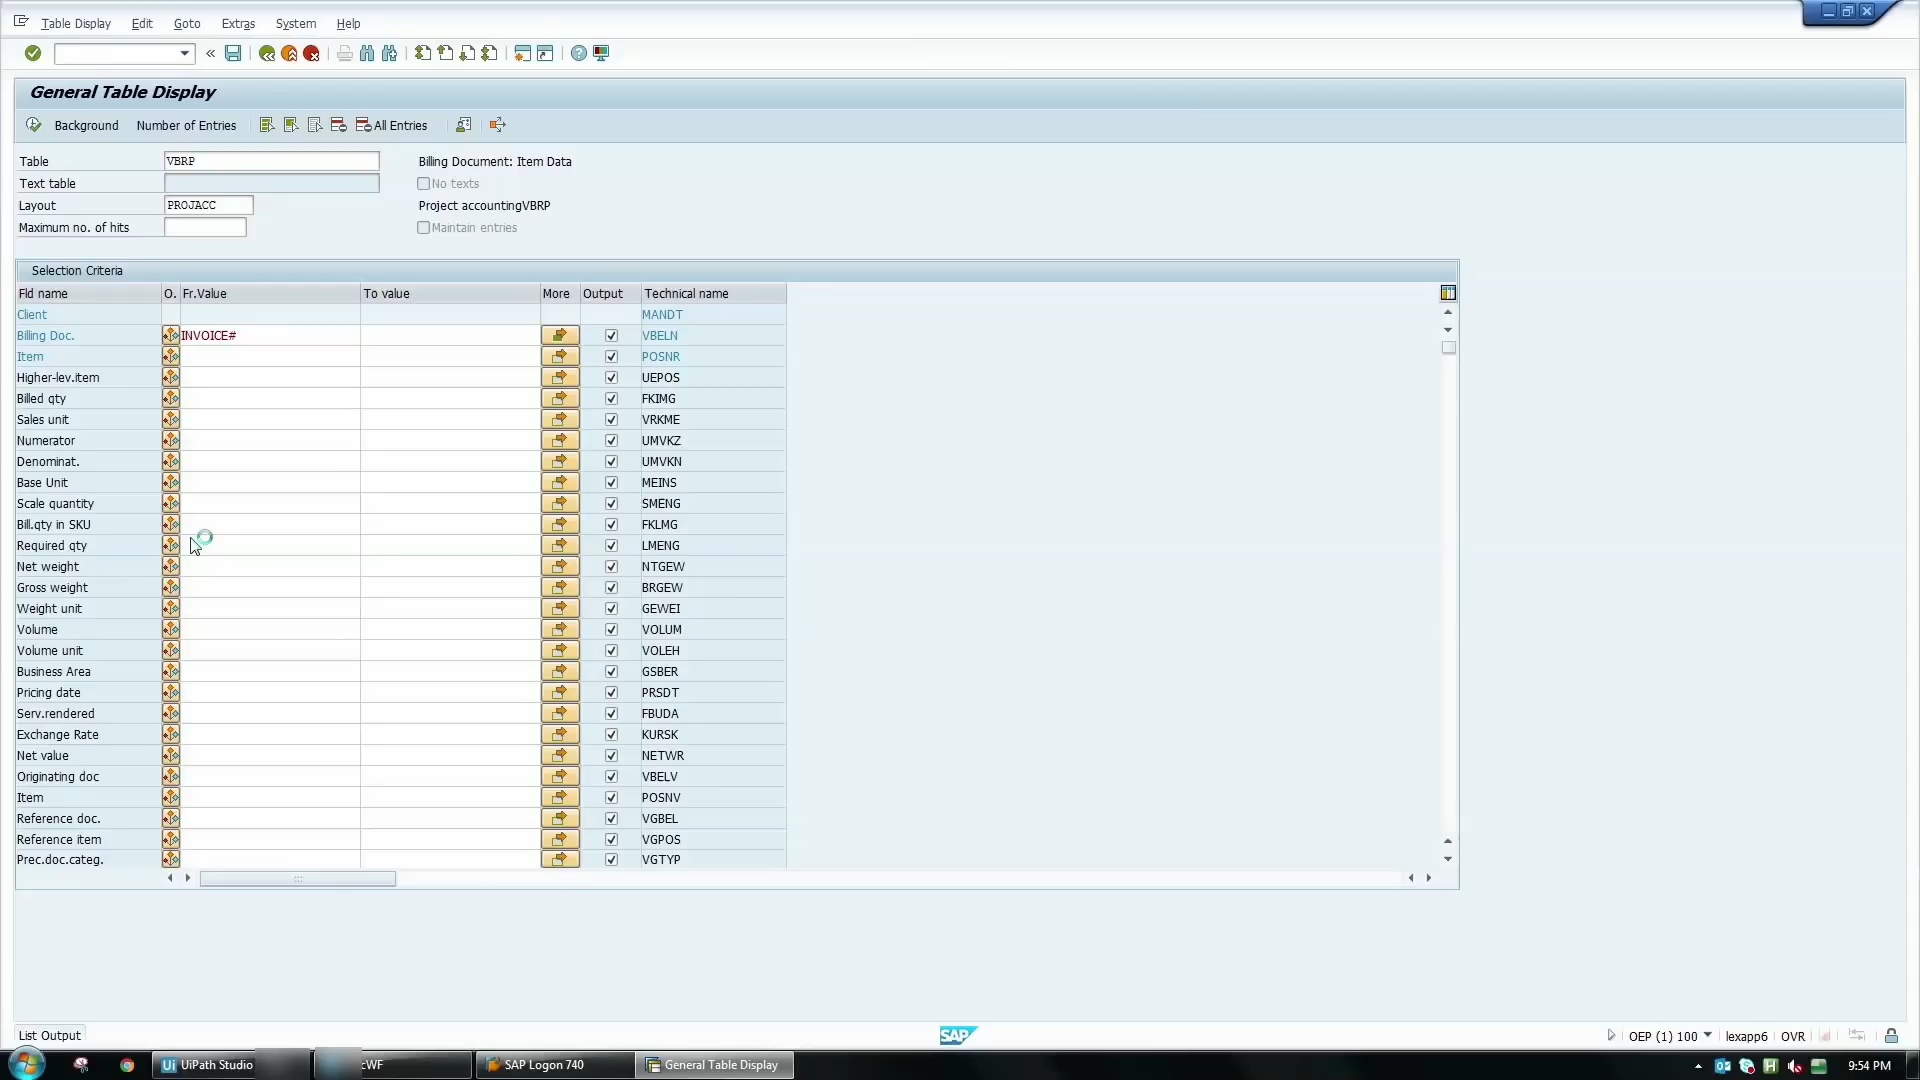 Table Display Edit Goto Extras System Help
General Table Display
Background Number of Entries All Entries
Table VBRP Billing Document: Item Data
Text table No texts
Layout PROJACC Project accountingVBRP
Maximum no. of hits Maintain entries
Selection Criteria
Fld name O. Fr.Value To value More Output Technical name
Client MANDT
Billing Doc. INVOICE# VBELN
Item POSNR
Higher-lev.item UEPOS
Billed qty FKIMG
Sales unit VRKME
Numerator UMVKZ
Denominat. UMVKN
Base Unit MEINS
Scale quantity SMENG
Bill.qty in SKU FKLMG
Required qty LMENG
Net weight NTGEW
Gross weight BRGEW
Weight unit GEWEI
Volume VOLUM
Volume unit VOLEH
Business Area GSBER
Pricing date PRSDT
Serv.rendered FBUDA
Exchange Rate KURSK
Net value NETWR
Originating doc VBELV
Item POSNV
Reference doc. VGBEL
Reference item VGPOS
Prec.doc.categ. VGTYP
List Output SAP OEP (1) 100 lexapp6 OVR
Ui UiPath Studio cWF SAP Logon 740 General Table Display 9:54 PM